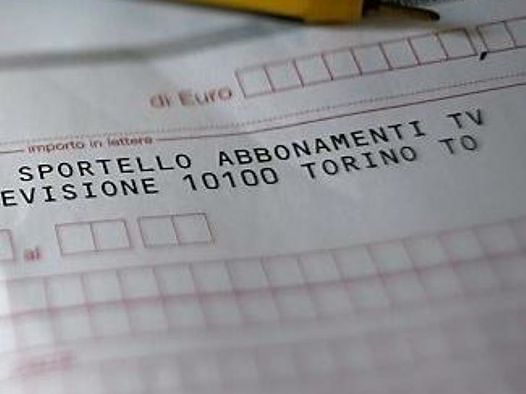 di Euro
importo in lettere
SPORTELLO ABBONAMENTI TV
EVISIONE 10100 TORINO TO
al